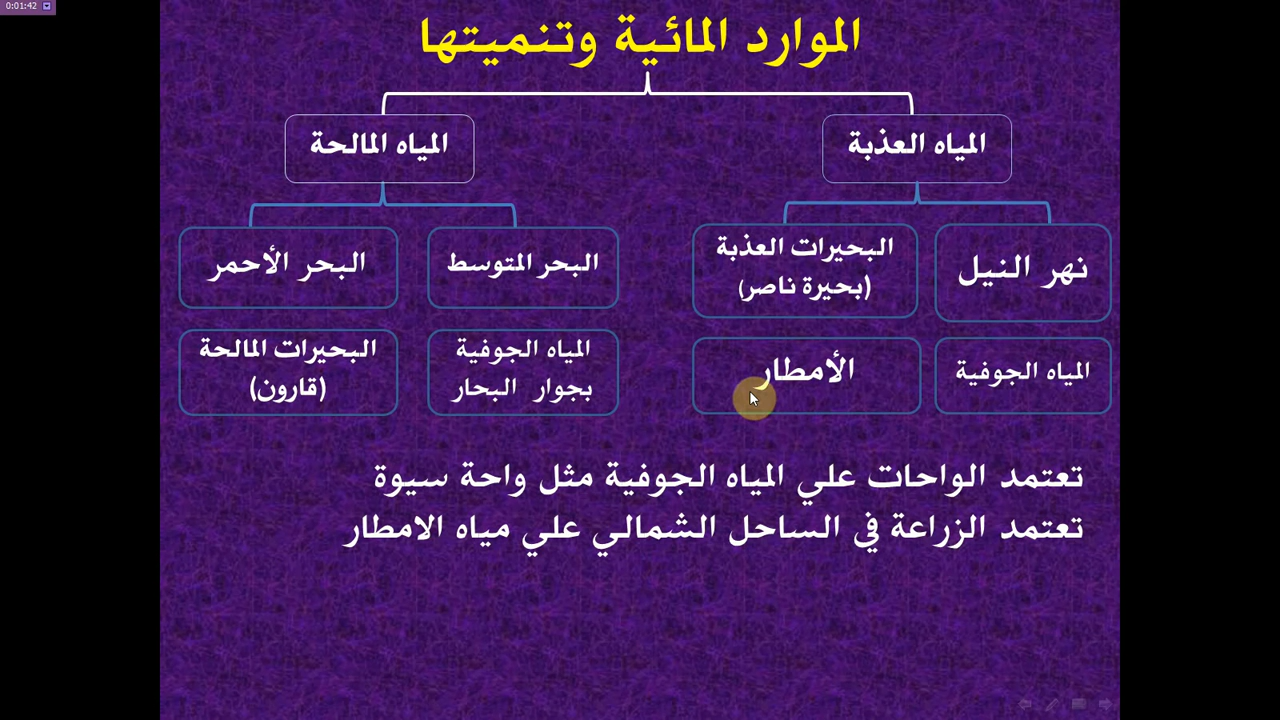 0:01:42
الموارد المائية وتنميتها
المياه العذبة
المياه المالحة
نهر النيل
البحيرات العذبة
(بحيرة ناصر)
البحر المتوسط
البحر الأحمر
المياه الجوفية
الأمطار
المياه الجوفية
بجوار البحار
البحيرات المالحة
(قارون)
تعتمد الواحات علي المياه الجوفية مثل واحة سيوة
تعتمد الزراعة في الساحل الشمالي علي مياه الامطار